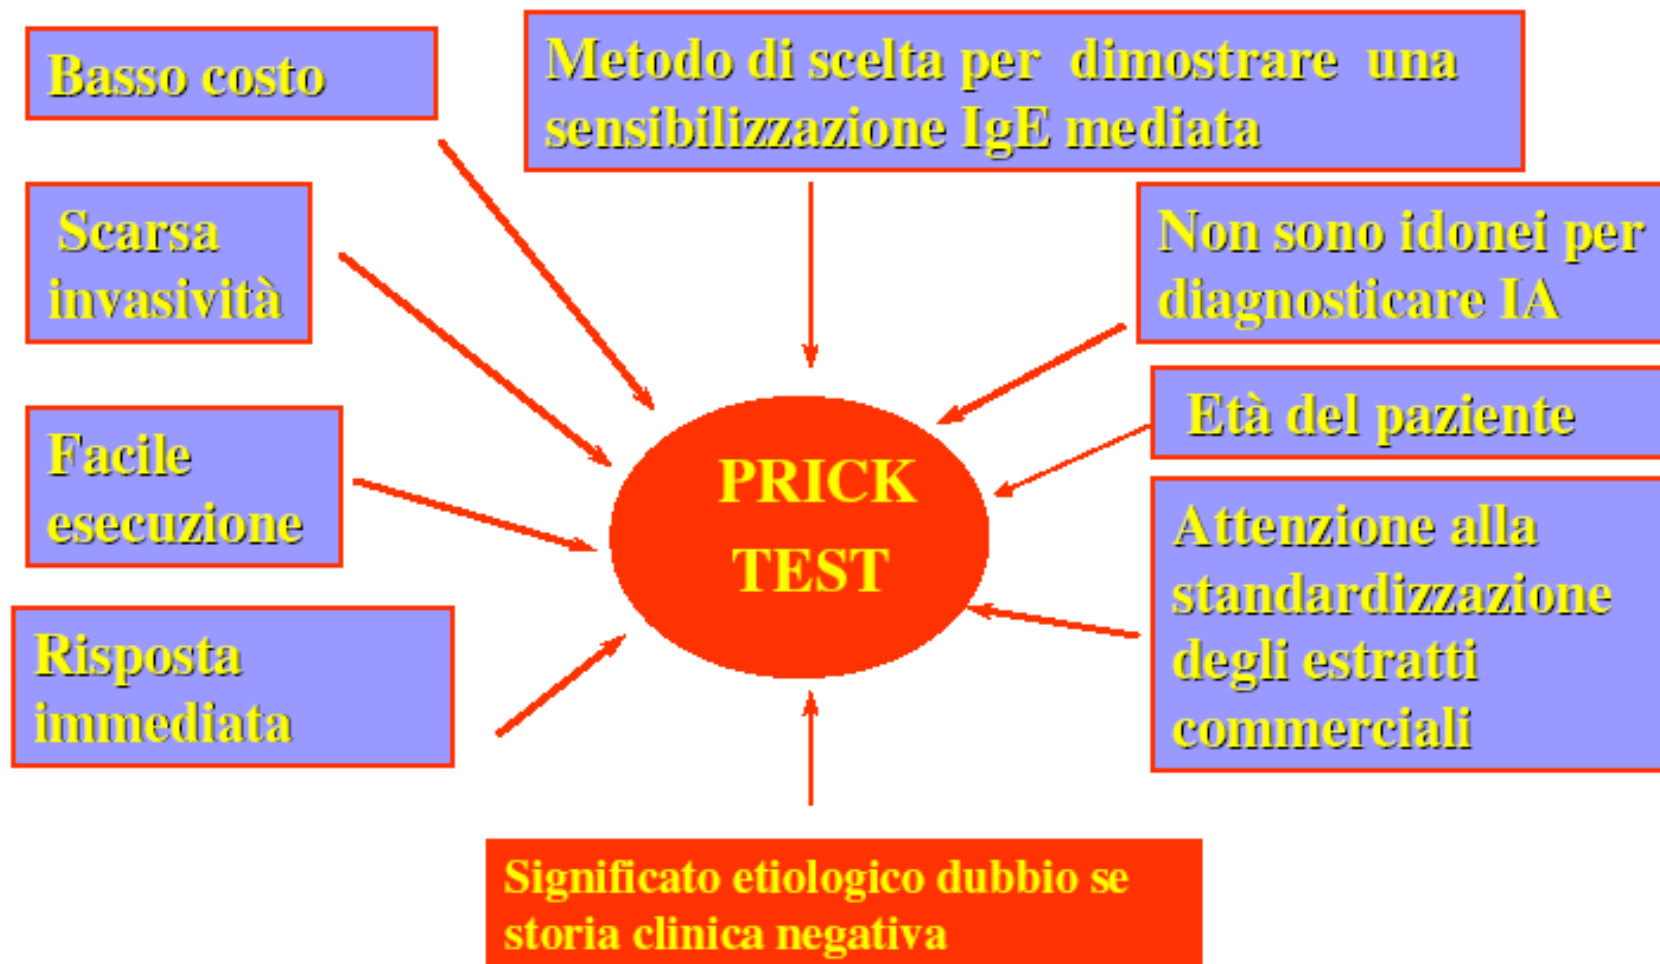 Basso costo
Metodo di scelta per dimostrare una
sensibilizzazione IgE mediata
Scarsa
invasività
Non sono idonei per
diagnosticare IA
Età del paziente
Facile
esecuzione
PRICK
TEST
Attenzione alla
standardizzazione
degli estratti
commerciali
Risposta
immediata
Significato etiologico dubbio se
storia clinica negativa